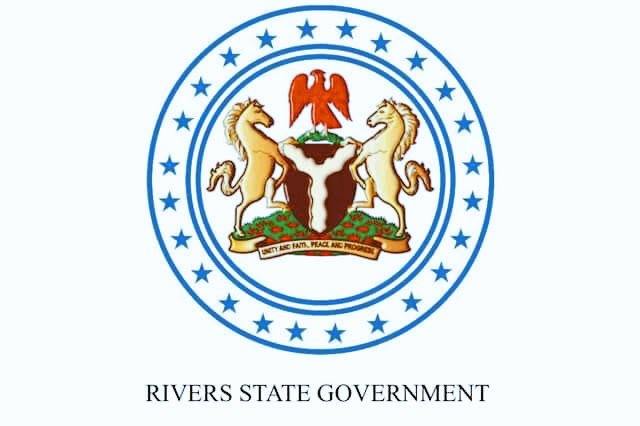 UNITY AND FAITH, PEACE AND PROGRESS
RIVERS STATE GOVERNMENT